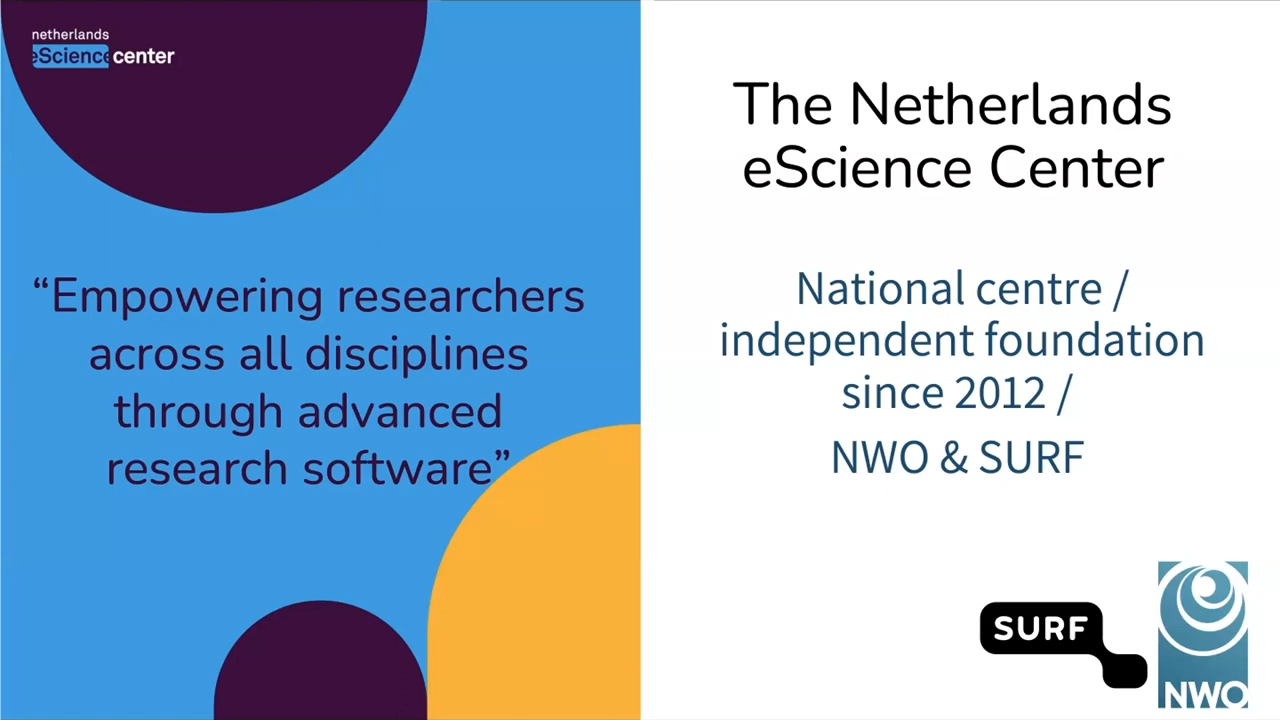 netherlands
eScience center
“Empowering researchers
across all disciplines
through advanced
research software”
The Netherlands
eScience Center
National centre /
independent foundation
since 2012 /
NWO & SURF
SURF
NWO